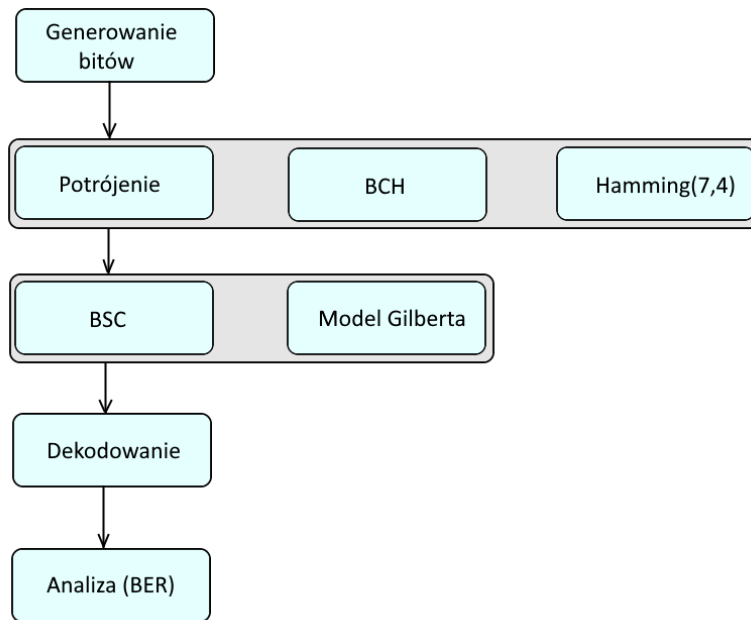 Generowanie
bitów
Potrójenie
BCH
Hamming(7,4)
BSC
Model Gilberta
Dekodowanie
Analiza (BER)